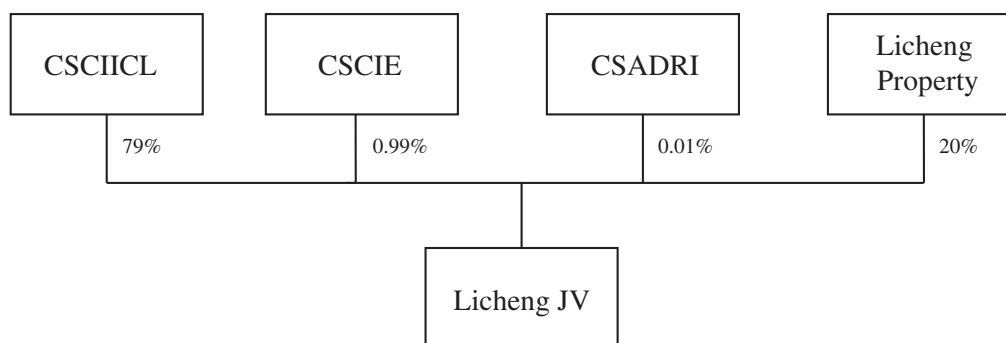 CSCIICL
CSCIE
CSADRI
Licheng
Property
79%
0.99%
0.01%
20%
Licheng JV